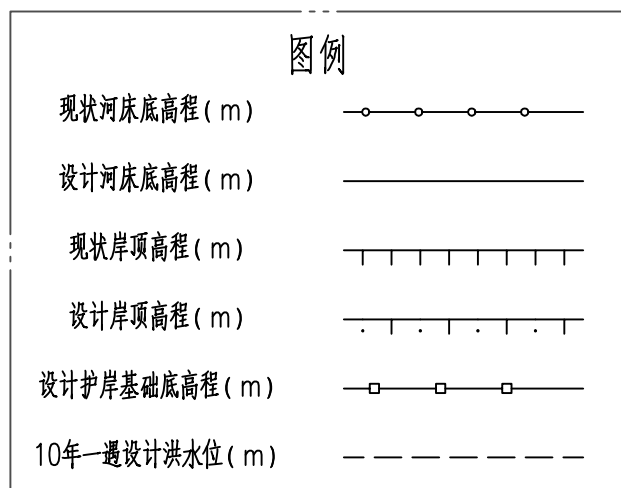 图例
现状河床底高程(m)
设计河床底高程(m)
现状岸顶高程(m)
设计岸顶高程(m)
设计护岸基础底高程(m)
10年一遇设计洪水位(m)